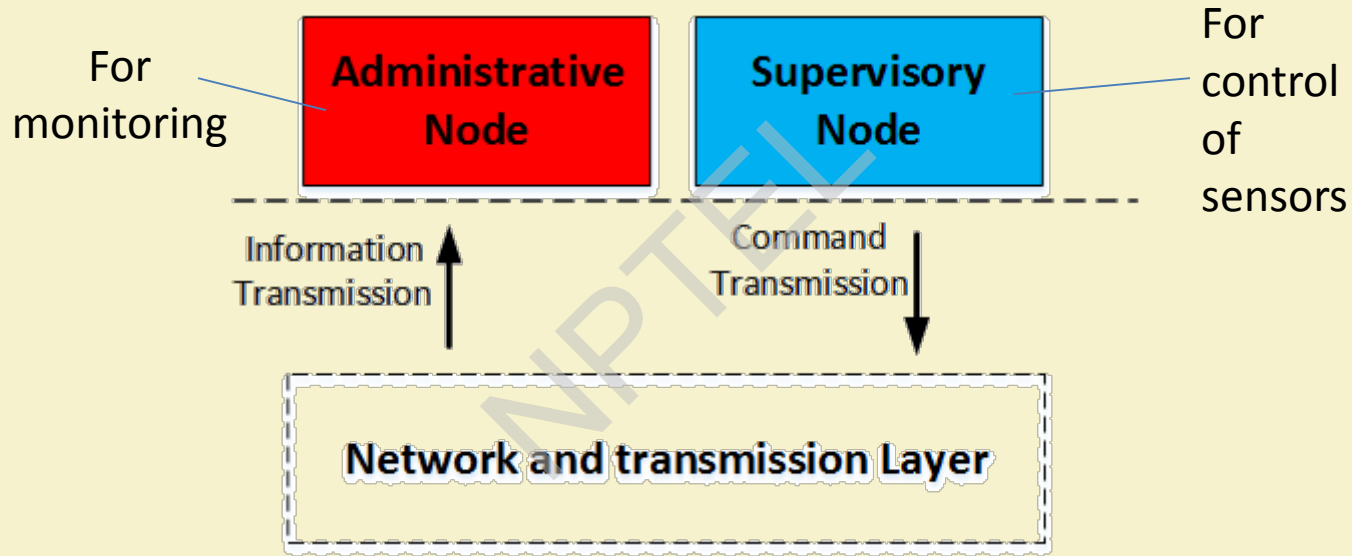 For
monitoring
Administrative
Node
Supervisory
Node
For
control
of
sensors
Information
Transmission
Command
Transmission
NPTEL
Network and transmission Layer